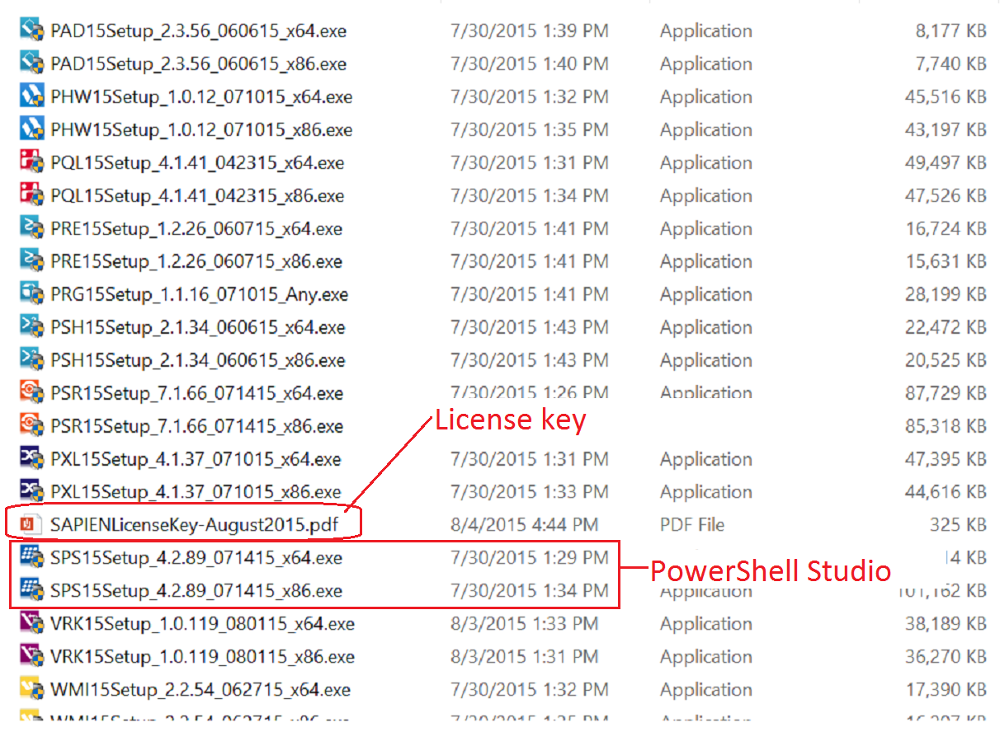 PAD15Setup_2.3.56_060615_x64.exe 7/30/2015 1:39 PM Application 8,177 KB
PAD15Setup_2.3.56_060615_x86.exe 7/30/2015 1:40 PM Application 7,740 KB
PHW15Setup_1.0.12_071015_x64.exe 7/30/2015 1:32 PM Application 45,516 KB
PHW15Setup_1.0.12_071015_x86.exe 7/30/2015 1:35 PM Application 43,197 KB
PQL15Setup_4.1.41_042315_x64.exe 7/30/2015 1:31 PM Application 49,497 KB
PQL15Setup_4.1.41_042315_x86.exe 7/30/2015 1:34 PM Application 47,526 KB
PRE15Setup_1.2.26_060715_x64.exe 7/30/2015 1:41 PM Application 16,724 KB
PRE15Setup_1.2.26_060715_x86.exe 7/30/2015 1:41 PM Application 15,631 KB
PRG15Setup_1.1.16_071015_Any.exe 7/30/2015 1:41 PM Application 28,199 KB
PSH15Setup_2.1.34_060615_x64.exe 7/30/2015 1:43 PM Application 22,472 KB
PSH15Setup_2.1.34_060615_x86.exe 7/30/2015 1:43 PM Application 20,525 KB
PSR15Setup_7.1.66_071415_x64.exe 7/30/2015 1:26 PM Application 87,729 KB
License key
PSR15Setup_7.1.66_071415_x86.exe 85,318 KB
PXL15Setup_4.1.37_071015_x64.exe 7/30/2015 1:31 PM Application 47,395 KB
PXL15Setup_4.1.37_071015_x86.exe 7/30/2015 1:33 PM Application 44,616 KB
SAPIENLicenseKey-August2015.pdf 8/4/2015 4:44 PM PDF File 325 KB
SPS15Setup_4.2.89_071415_x64.exe 7/30/2015 1:29 PM 14 KB
PowerShell Studio
SPS15Setup_4.2.89_071415_x86.exe 7/30/2015 1:34 PM Application 101,162 KB
VRK15Setup_1.0.119_080115_x64.exe 8/3/2015 1:33 PM Application 38,189 KB
VRK15Setup_1.0.119_080115_x86.exe 8/3/2015 1:31 PM Application 36,270 KB
WMI15Setup_2.2.54_062715_x64.exe 7/30/2015 1:32 PM Application 17,390 KB